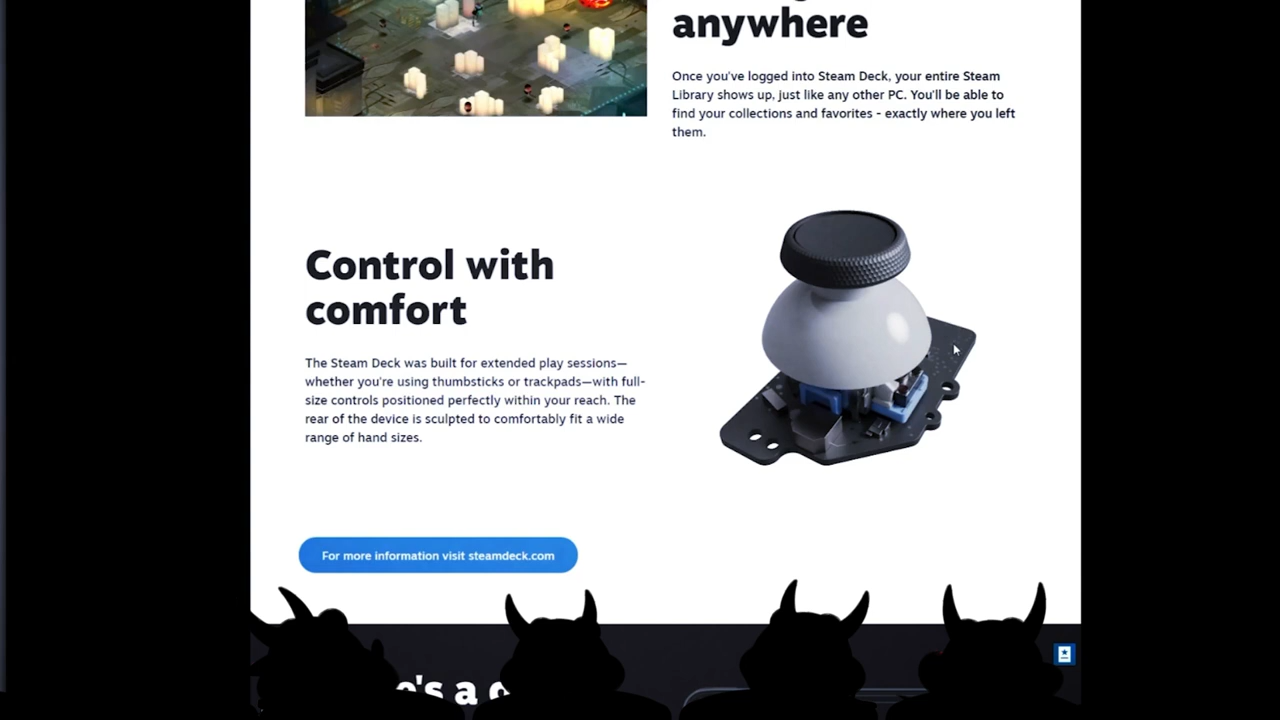 anywhere
Once you've logged into Steam Deck, your entire Steam
Library shows up, just like any other PC. You'll be able to
find your collections and favorites - exactly where you left
them.
Control with
comfort
The Steam Deck was built for extended play sessions—
whether you're using thumbsticks or trackpads—with full-
size controls positioned perfectly within your reach. The
rear of the device is sculpted to comfortably fit a wide
range of hand sizes.
For more information visit steamdeck.com
's a